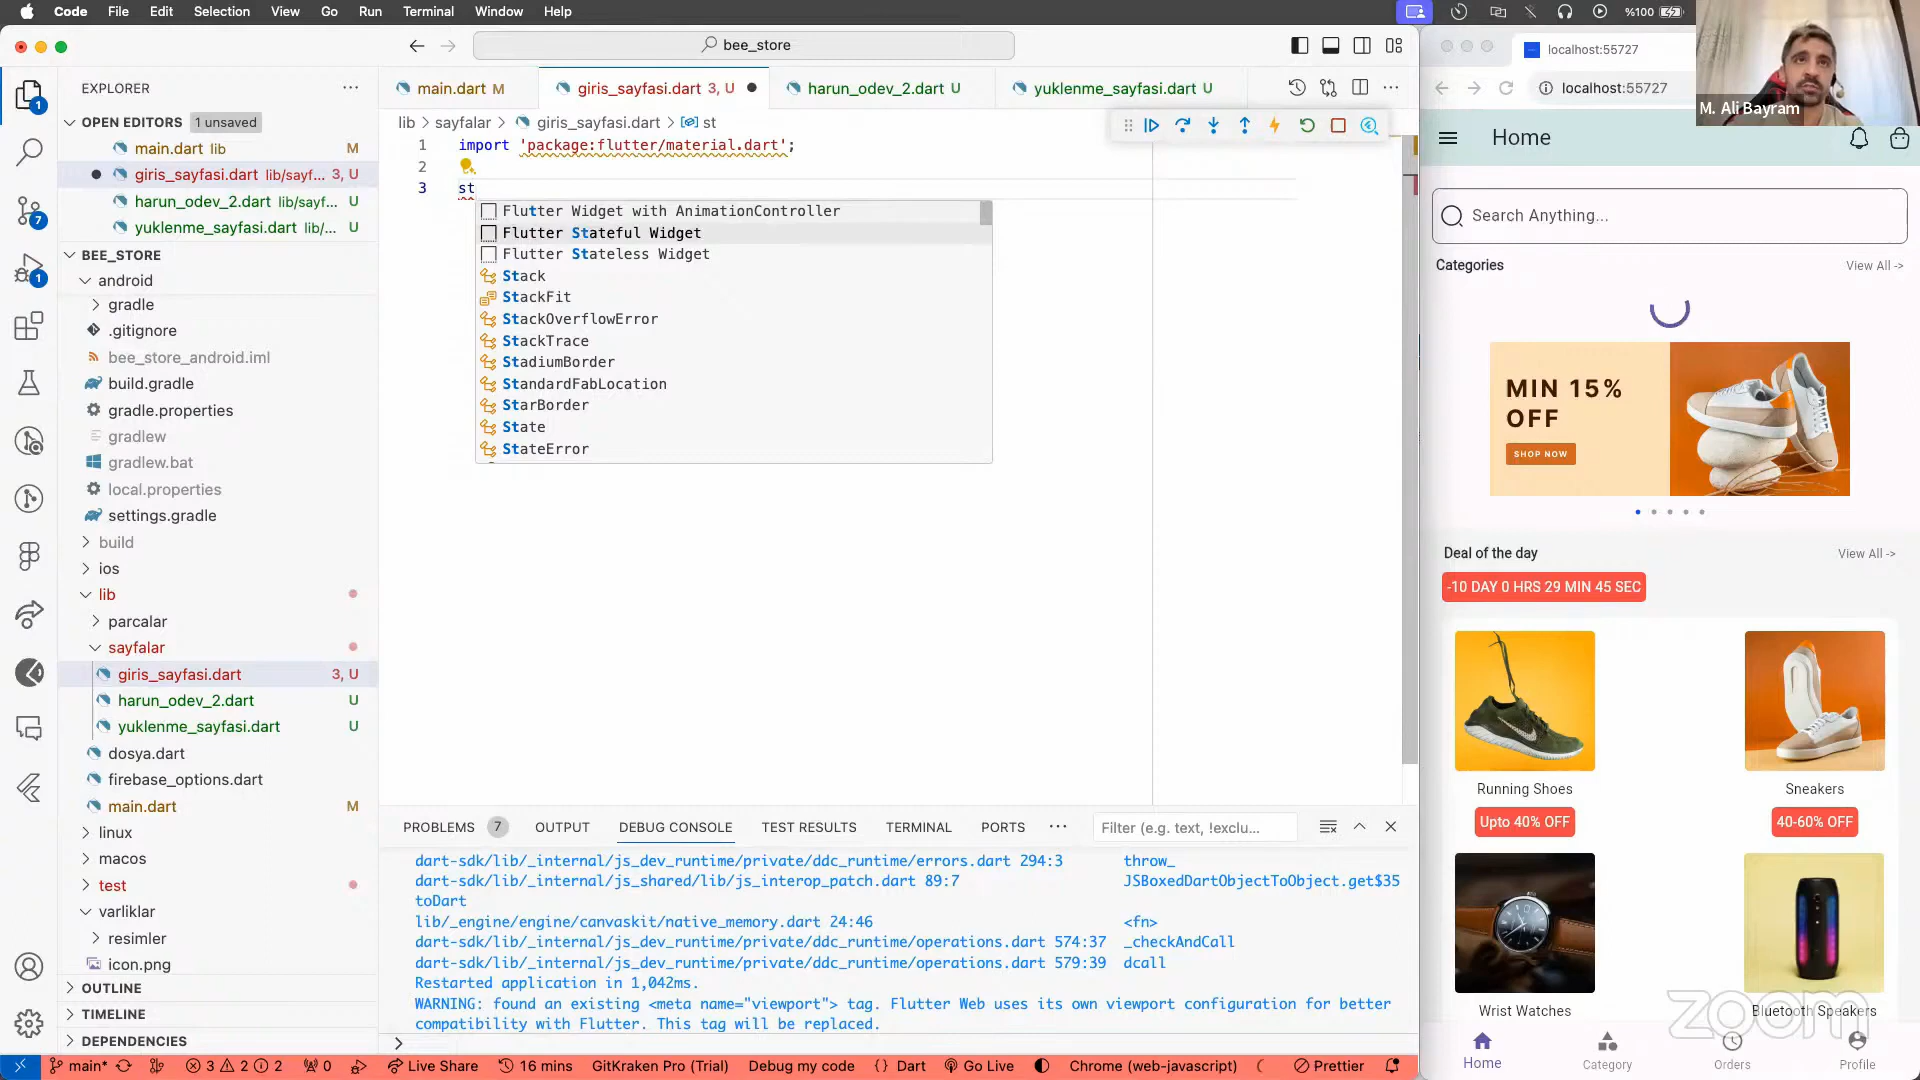 Code File Edit Selection View Go Run Terminal Window Help %100
bee_store
localhost:55727
M. Ali Bayram
EXPLORER
main.dart M
giris_sayfasi.dart 3, U
harun_odev_2.dart U
yuklenme_sayfasi.dart U
localhost:55727
OPEN EDITORS 1 unsaved
lib sayfalar giris_sayfasi.dart st
main.dart lib M
giris_sayfasi.dart lib/sayf... 3, U
harun_odev_2.dart lib/sayf... U
yuklenme_sayfasi.dart lib/... U
BEE_STORE
android
gradle
.gitignore
bee_store_android.iml
build.gradle
gradle.properties
gradlew
gradlew.bat
local.properties
settings.gradle
build
ios
lib
parcalar
sayfalar
giris_sayfasi.dart 3, U
harun_odev_2.dart U
yuklenme_sayfasi.dart U
dosya.dart
firebase_options.dart
main.dart M
linux
macos
test
varliklar
resimler
icon.png
OUTLINE
TIMELINE
DEPENDENCIES
1 import 'package:flutter/material.dart';
2
3 st
Flutter Widget with AnimationController
Flutter Stateful Widget
Flutter Stateless Widget
Stack
StackFit
StackOverflowError
StackTrace
StadiumBorder
StandardFabLocation
StarBorder
State
StateError
PROBLEMS 7 OUTPUT DEBUG CONSOLE TEST RESULTS TERMINAL PORTS Filter (e.g. text, !exclu...
dart-sdk/lib/_internal/js_dev_runtime/private/ddc_runtime/errors.dart 294:3 throw_
dart-sdk/lib/_internal/js_shared/lib/js_interop_patch.dart 89:7 JSBoxedDartObjectToObject.get$35
toDart
lib/_engine/engine/canvaskit/native_memory.dart 24:46 <fn>
dart-sdk/lib/_internal/js_dev_runtime/private/ddc_runtime/operations.dart 574:37 _checkAndCall
dart-sdk/lib/_internal/js_dev_runtime/private/ddc_runtime/operations.dart 579:39 dcall
Restarted application in 1,042ms.
WARNING: found an existing <meta name="viewport"> tag. Flutter Web uses its own viewport configuration for better
compatibility with Flutter. This tag will be replaced.
main* 3 2 2 0 Live Share 16 mins GitKraken Pro (Trial) Debug my code {} Dart Go Live Chrome (web-javascript) Prettier
1
7
1
Home
Search Anything...
Categories View All ->
MIN 15%
OFF
SHOP NOW
Deal of the day View All ->
-10 DAY 0 HRS 29 MIN 45 SEC
Running Shoes Sneakers
Upto 40% OFF 40-60% OFF
Wrist Watches Bluetooth Speakers
zoom
Home Category Orders Profile